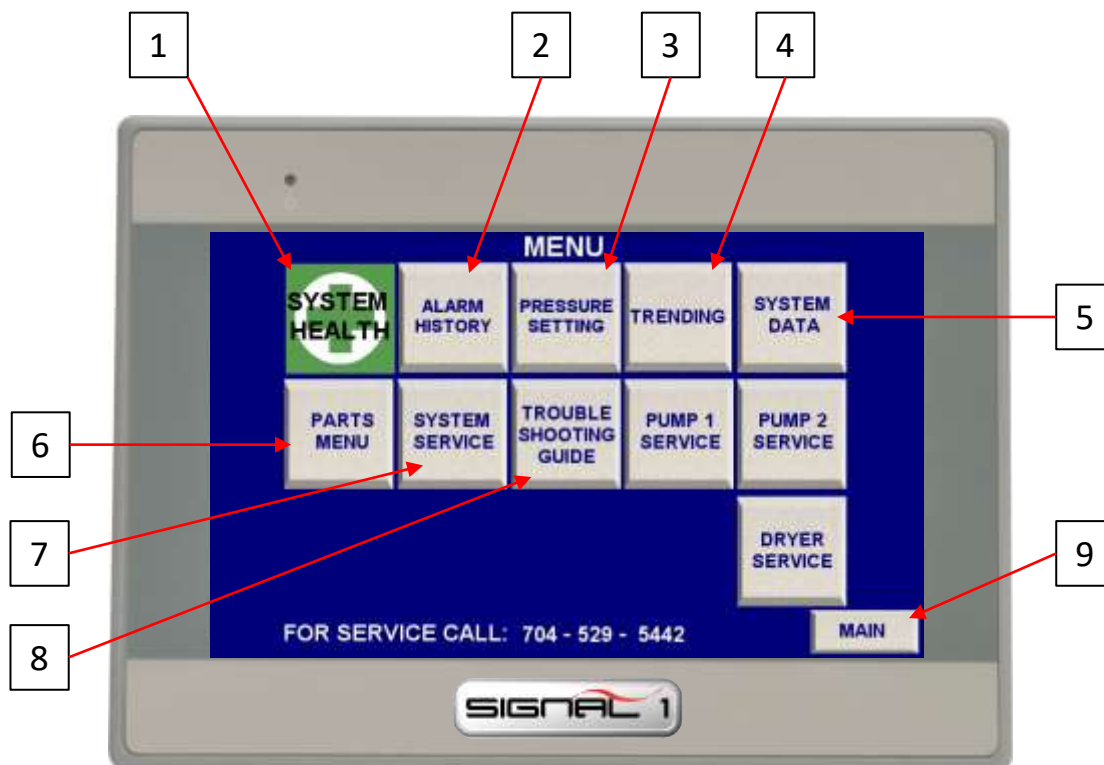 1
2
3
4
MENU
SYSTEM
HEALTH
ALARM
HISTORY
PRESSURE
SETTING
TRENDING
SYSTEM
DATA
5
6
PARTS
MENU
SYSTEM
SERVICE
TROUBLE
SHOOTING
GUIDE
PUMP 1
SERVICE
PUMP 2
SERVICE
7
DRYER
SERVICE
9
8
FOR SERVICE CALL: 704 - 529 - 5442
MAIN
SIGNAL 1